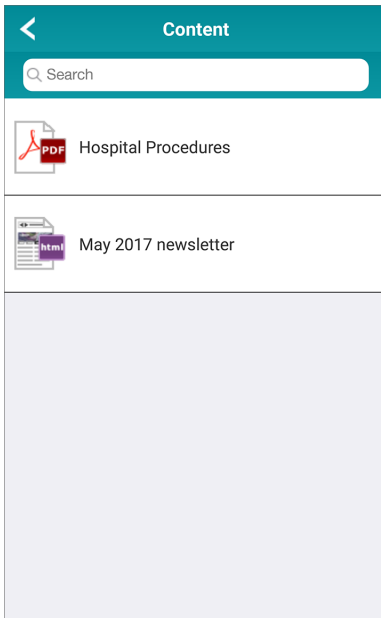 Content
Search
PDF
Hospital Procedures
html
May 2017 newsletter